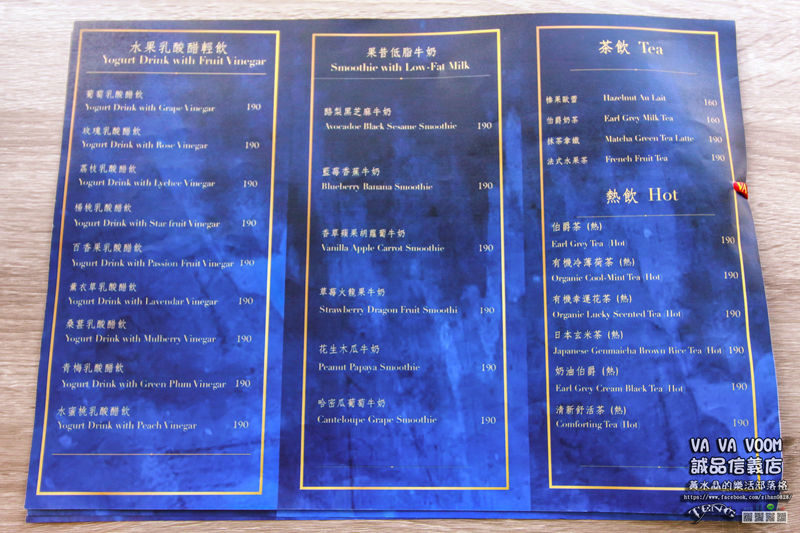 水果乳酸醋輕飲
Yogurt Drink with Fruit Vinegar
葡萄乳酸醋飲
Yogurt Drink with Grape Vinegar 190
玫瑰乳酸醋飲
Yogurt Drink with Rose Vinegar 190
荔枝乳酸醋飲
Yogurt Drink with Lychee Vinegar 190
楊桃乳酸醋飲
Yogurt Drink with Star fruit Vinegar 190
百香果乳酸醋飲
Yogurt Drink with Passion Fruit Vinegar 190
薰衣草乳酸醋飲
Yogurt Drink with Lavendar Vinegar 190
桑葚乳酸醋飲
Yogurt Drink with Mulberry Vinegar 190
青梅乳酸醋飲
Yogurt Drink with Green Plum Vinegar 190
水蜜桃乳酸醋飲
Yogurt Drink with Peach Vinegar 190
果昔低脂牛奶
Smoothie with Low-Fat Milk
酪梨黑芝麻牛奶
Avocadoe Black Sesame Smoothie 190
藍莓香蕉牛奶
Blueberry Banana Smoothie 190
香草蘋果胡蘿蔔牛奶
Vanilla Apple Carrot Smoothie 190
草莓火龍果牛奶
Strawberry Dragon Fruit Smoothi 190
花生木瓜牛奶
Peanut Papaya Smoothie 190
哈密瓜葡萄牛奶
Canteloupe Grape Smoothie 190
茶飲 Tea
榛果歐蕾 Hazelnut Au Lait 160
伯爵奶茶 Earl Grey Milk Tea 160
抹茶拿鐵 Matcha Green Tea Latte 190
法式水果茶 French Fruit Tea 190
熱飲 Hot
伯爵茶 (熱)
Earl Grey Tea (Hot) 190
有機冷薄荷茶 (熱)
Organic Cool-Mint Tea (Hot) 190
有機幸運花茶 (熱)
Organic Lucky Scented Tea (Hot) 190
日本玄米茶 (熱)
Japanese Genmaicha Brown Rice Tea (Hot) 190
奶油伯爵 (熱)
Earl Grey Cream Black Tea (Hot) 190
清新舒活茶 (熱)
Comforting Tea (Hot) 190
VA VA VOOM
誠品信義店
黃水晶的樂活部落格
https://www.facebook.com/zihan0828/
TENG